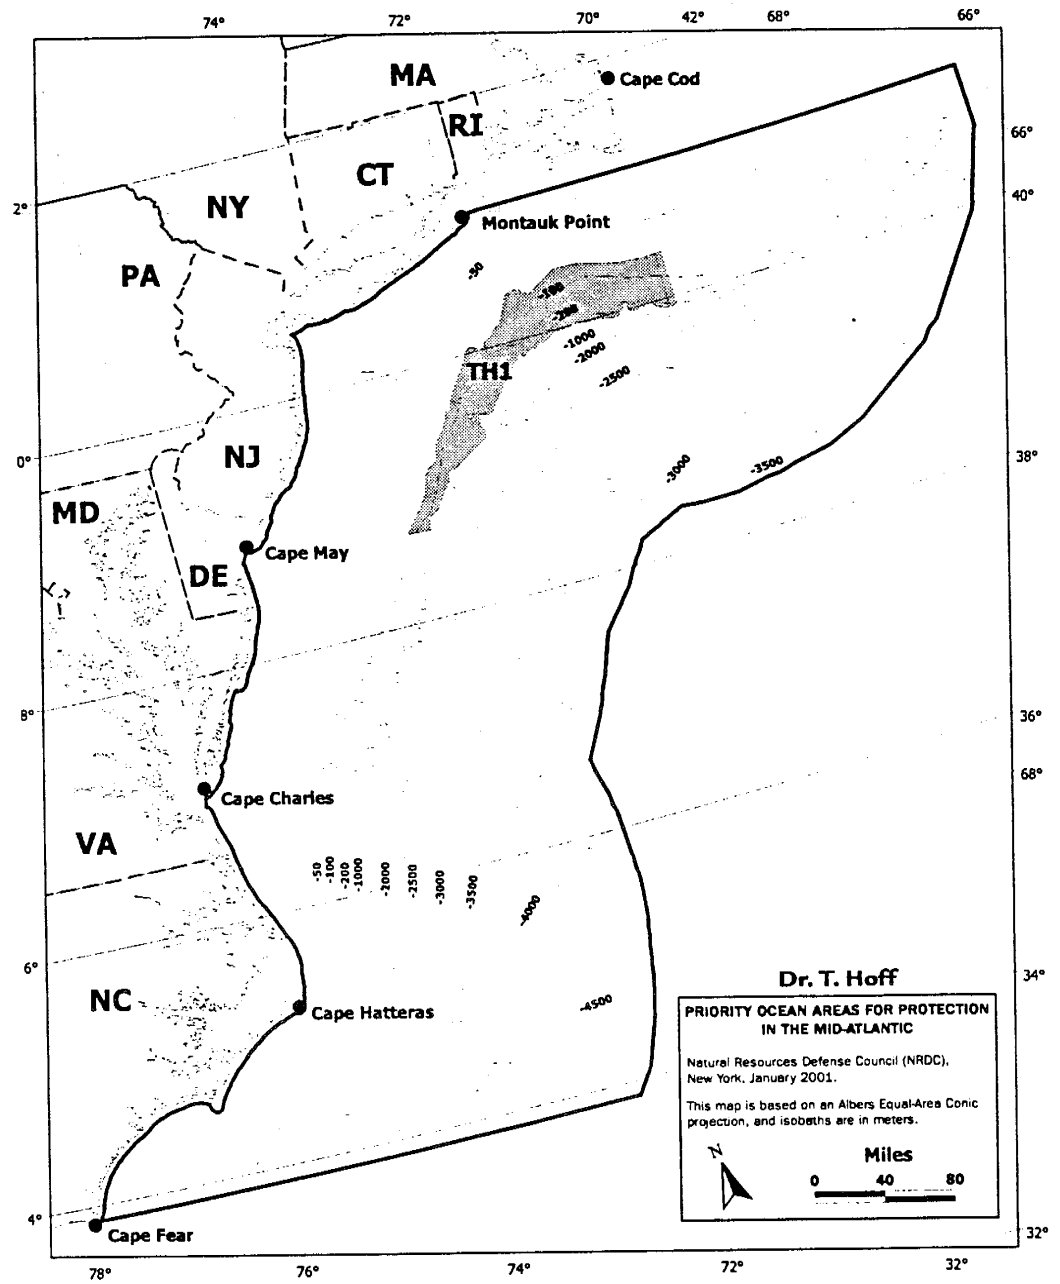 74° 72° 70° 42° 68° 66°
MA
Cape Cod
RI
66°
CT
40°
2°
NY
Montauk Point
PA
-50
-100
-200
-1000
-2000
TH1
-2500
NJ
0°
38°
-3000
-3500
MD
Cape May
DE
8°
36°
68°
Cape Charles
VA
-50 -100 -200 -1000 -2000 -2500 -3000 -3500
-4000
6°
34°
Dr. T. Hoff
NC
-4500
Cape Hatteras
PRIORITY OCEAN AREAS FOR PROTECTION
IN THE MID-ATLANTIC
Natural Resources Defense Council (NRDC),
New York, January 2001.
This map is based on an Albers Equal-Area Conic
projection, and isobaths are in meters.
N
Miles
0 40 80
4°
Cape Fear
32°
78° 76° 74° 72° 32°